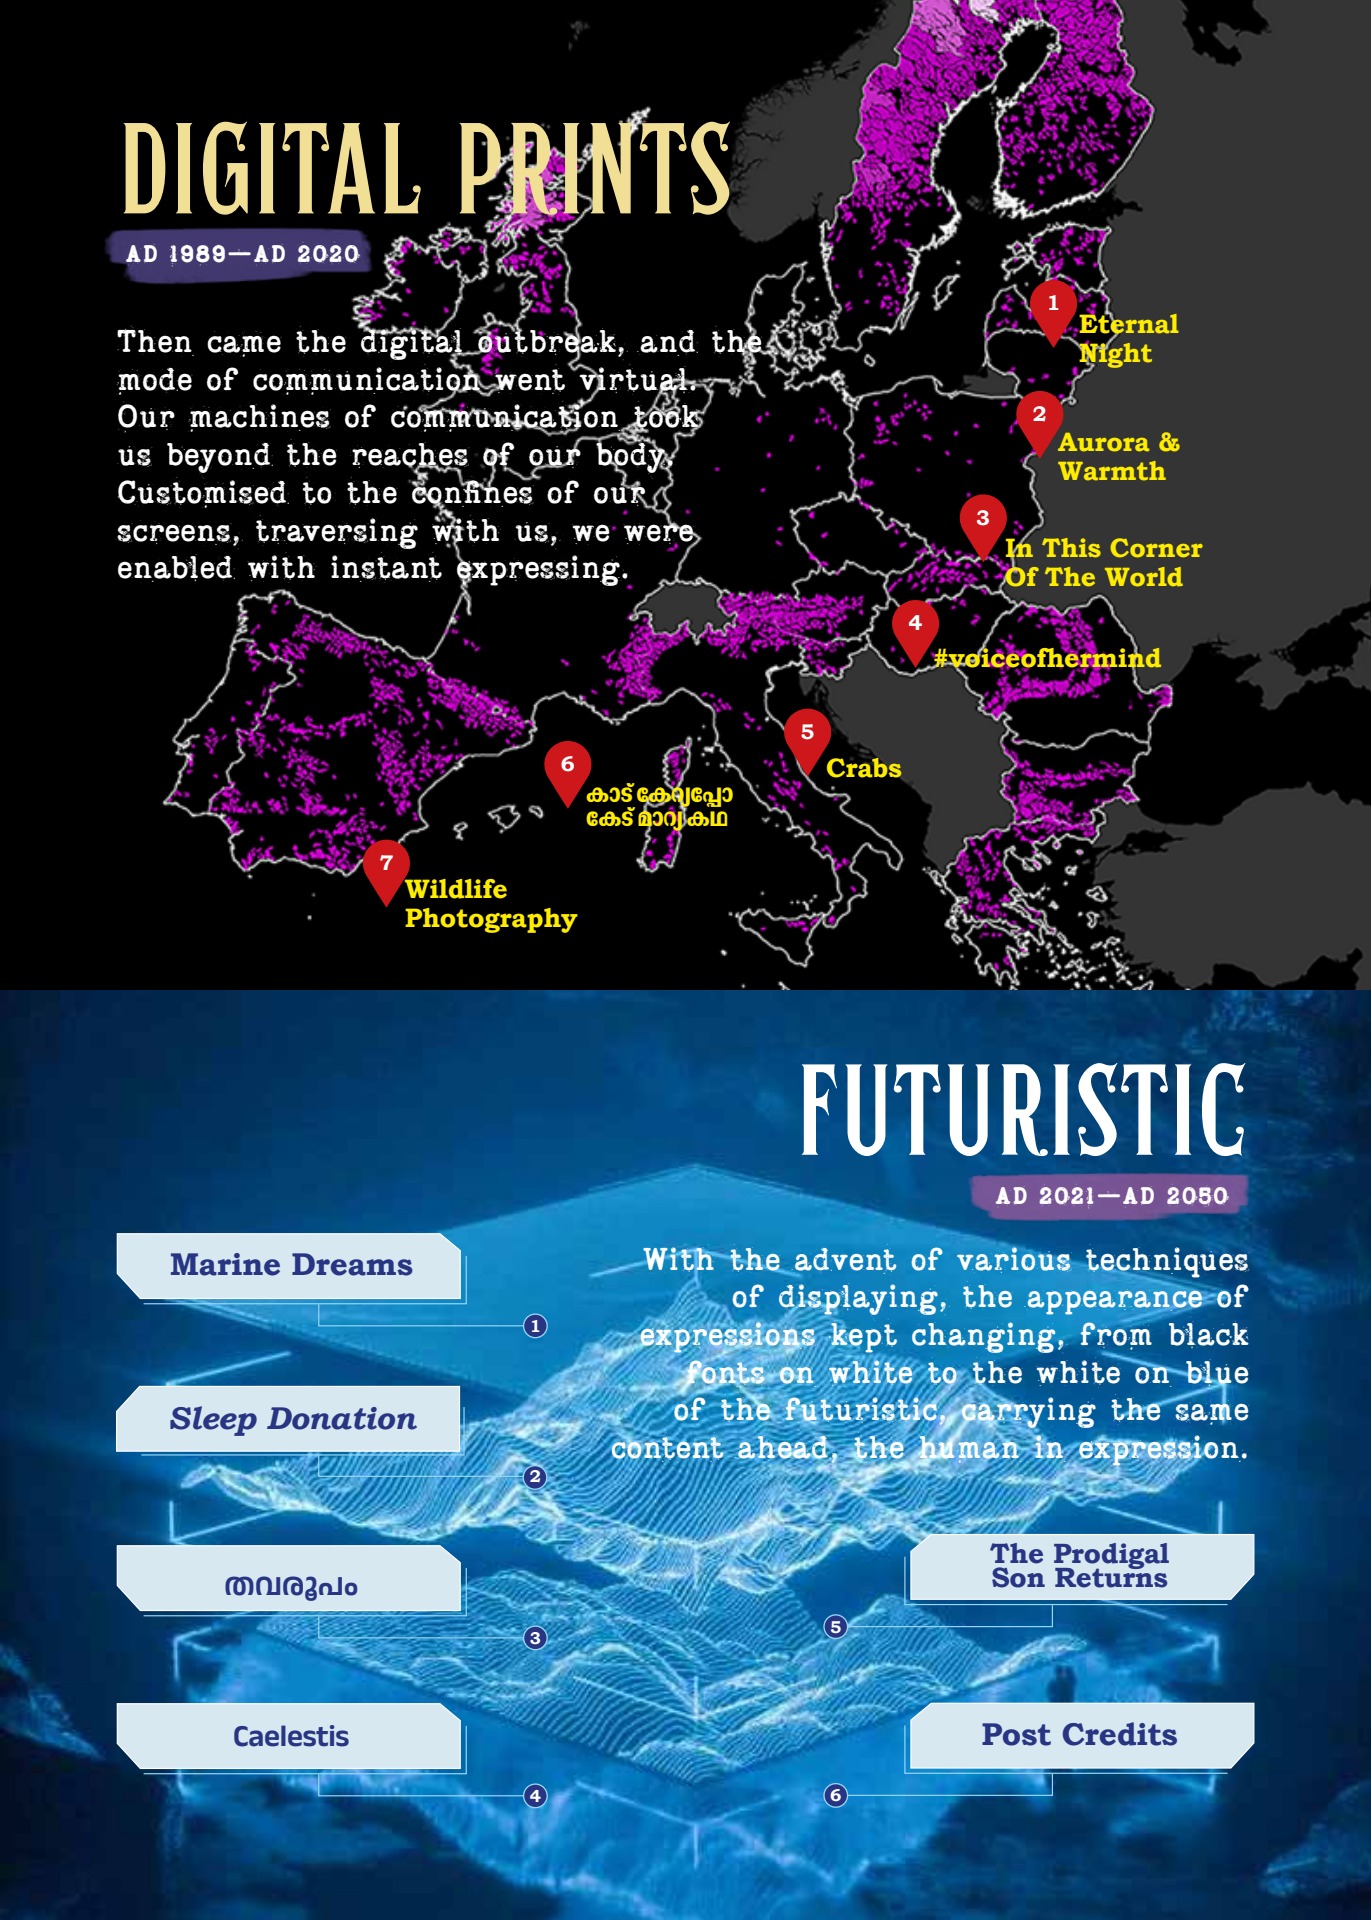 DIGITAL PRINTS
AD 1989—AD 2020
Then came the digital outbreak, and the
mode of communication went virtual.
Our machines of communication took
us beyond the reaches of our body.
Customised to the confines of our
screens, traversing with us, we were
enabled with instant expressing.
1
Eternal
Night
2
Aurora &
Warmth
3
In This Corner
Of The World
4
#voiceofhermind
5
Crabs
6
കാട് കേറ്യപ്പോ
കേട് മാറ്യ കഥ
7
Wildlife
Photography
FUTURISTIC
AD 2021—AD 2050
With the advent of various techniques
of displaying, the appearance of
expressions kept changing, from black
fonts on white to the white on blue
of the futuristic, carrying the same
content ahead, the human in expression.
Marine Dreams
1
Sleep Donation
2
തവരൂപം
3
Caelestis
4
The Prodigal
Son Returns
5
Post Credits
6